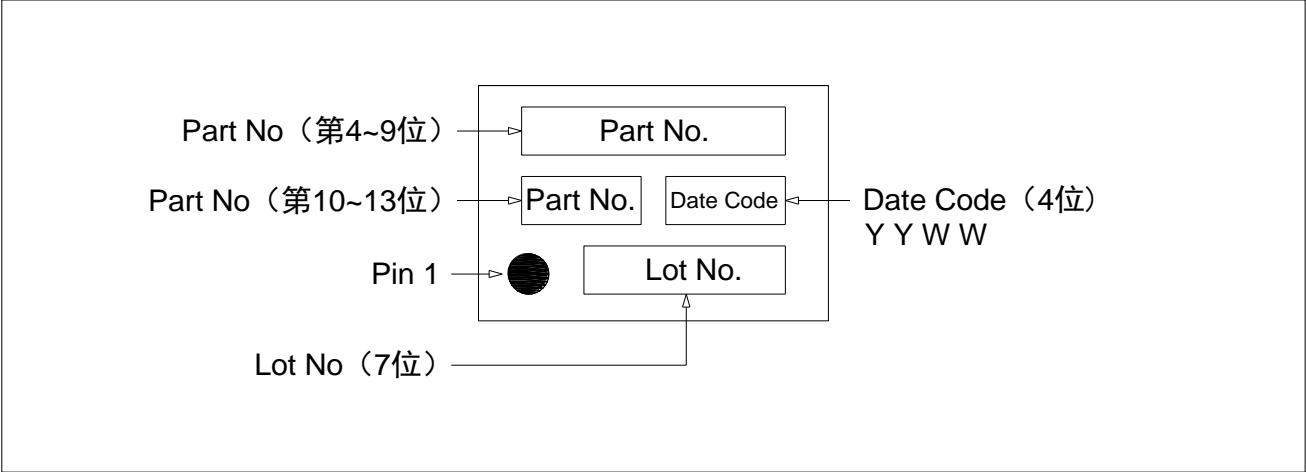 Part No（第4~9位）
Part No.
Part No（第10~13位）
Part No.
Date Code
Date Code（4位）
Y Y W W
Pin 1
Lot No.
Lot No（7位）